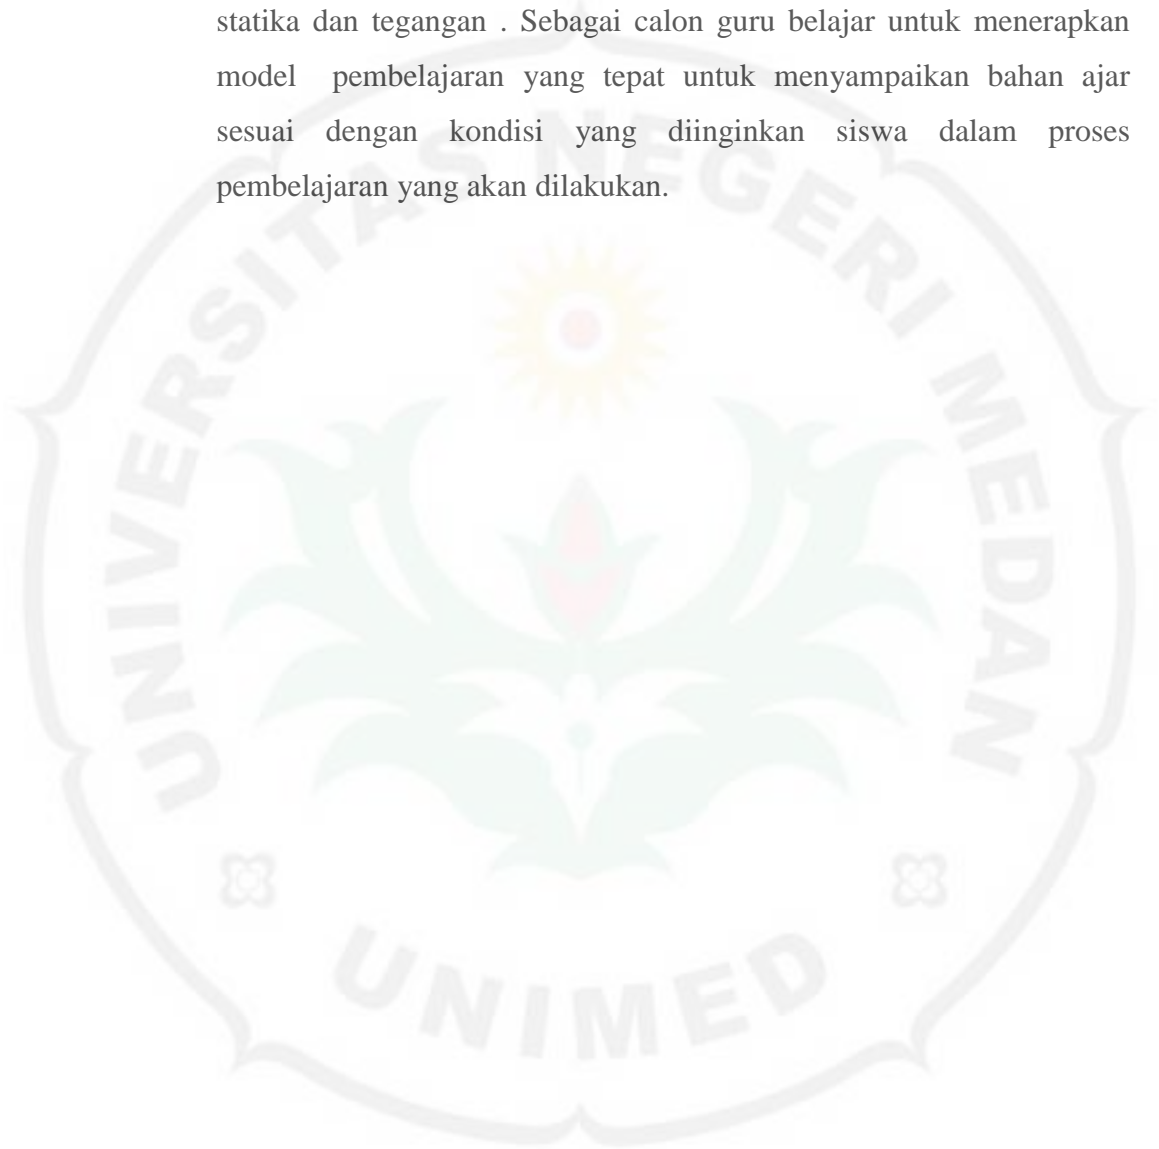 statika dan tegangan . Sebagai calon guru belajar untuk menerapkan
model pembelajaran yang tepat untuk menyampaikan bahan ajar
sesuai dengan kondisi yang diinginkan siswa dalam proses
pembelajaran yang akan dilakukan.
UNIVERSITAS NEGERI MEDAN
UNIMED